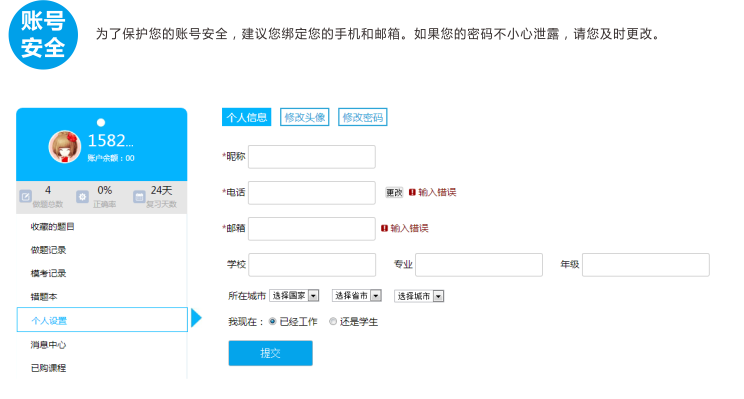 账号
安全
为了保护您的账号安全，建议您绑定您的手机和邮箱。如果您的密码不小心泄露，请您及时更改。
1582...
账户余额：00
4 0% 24天
做题总数 正确率 复习天数
收藏的题目
做题记录
模考记录
错题本
个人设置
消息中心
已购课程
个人信息 修改头像 修改密码
*昵称
*电话 更改 输入错误
*邮箱 输入错误
学校 专业 年级
所在城市 选择国家 选择省市 选择城市
我现在： 已经工作 还是学生
提交